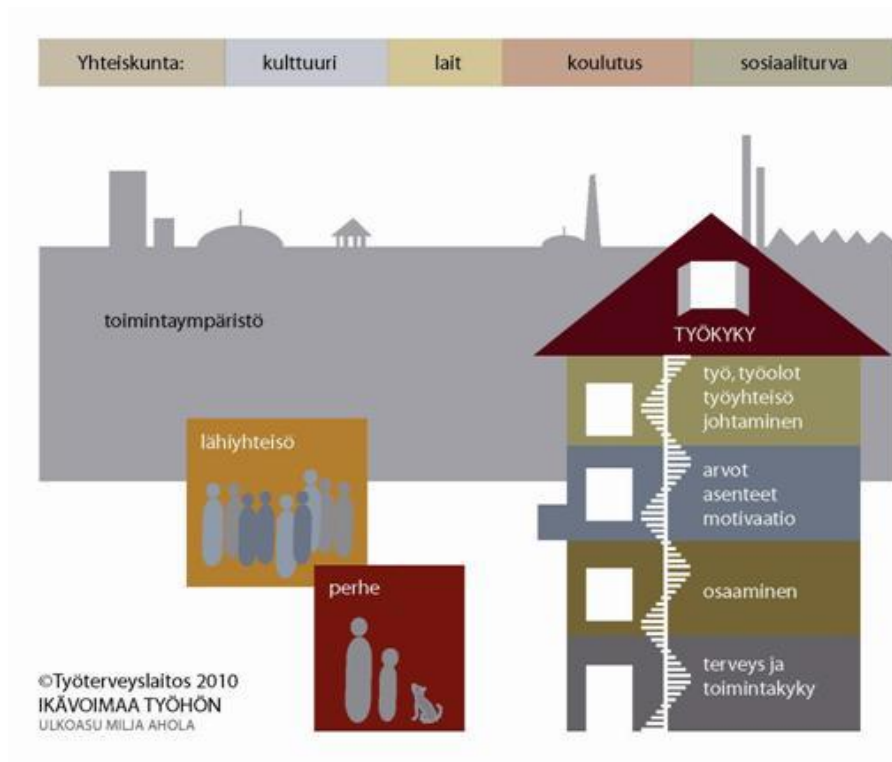 Yhteiskunta: kulttuuri lait koulutus sosiaaliturva
toimintaympäristö
TYÖKYKY
työ, työolot
työyhteisö
johtaminen
lähiyhteisö
arvot
asenteet
motivaatio
perhe
osaaminen
terveys ja
toimintakyky
©Työterveyslaitos 2010
IKÄVOIMAA TYÖHÖN
ULKOASU MILJA AHOLA